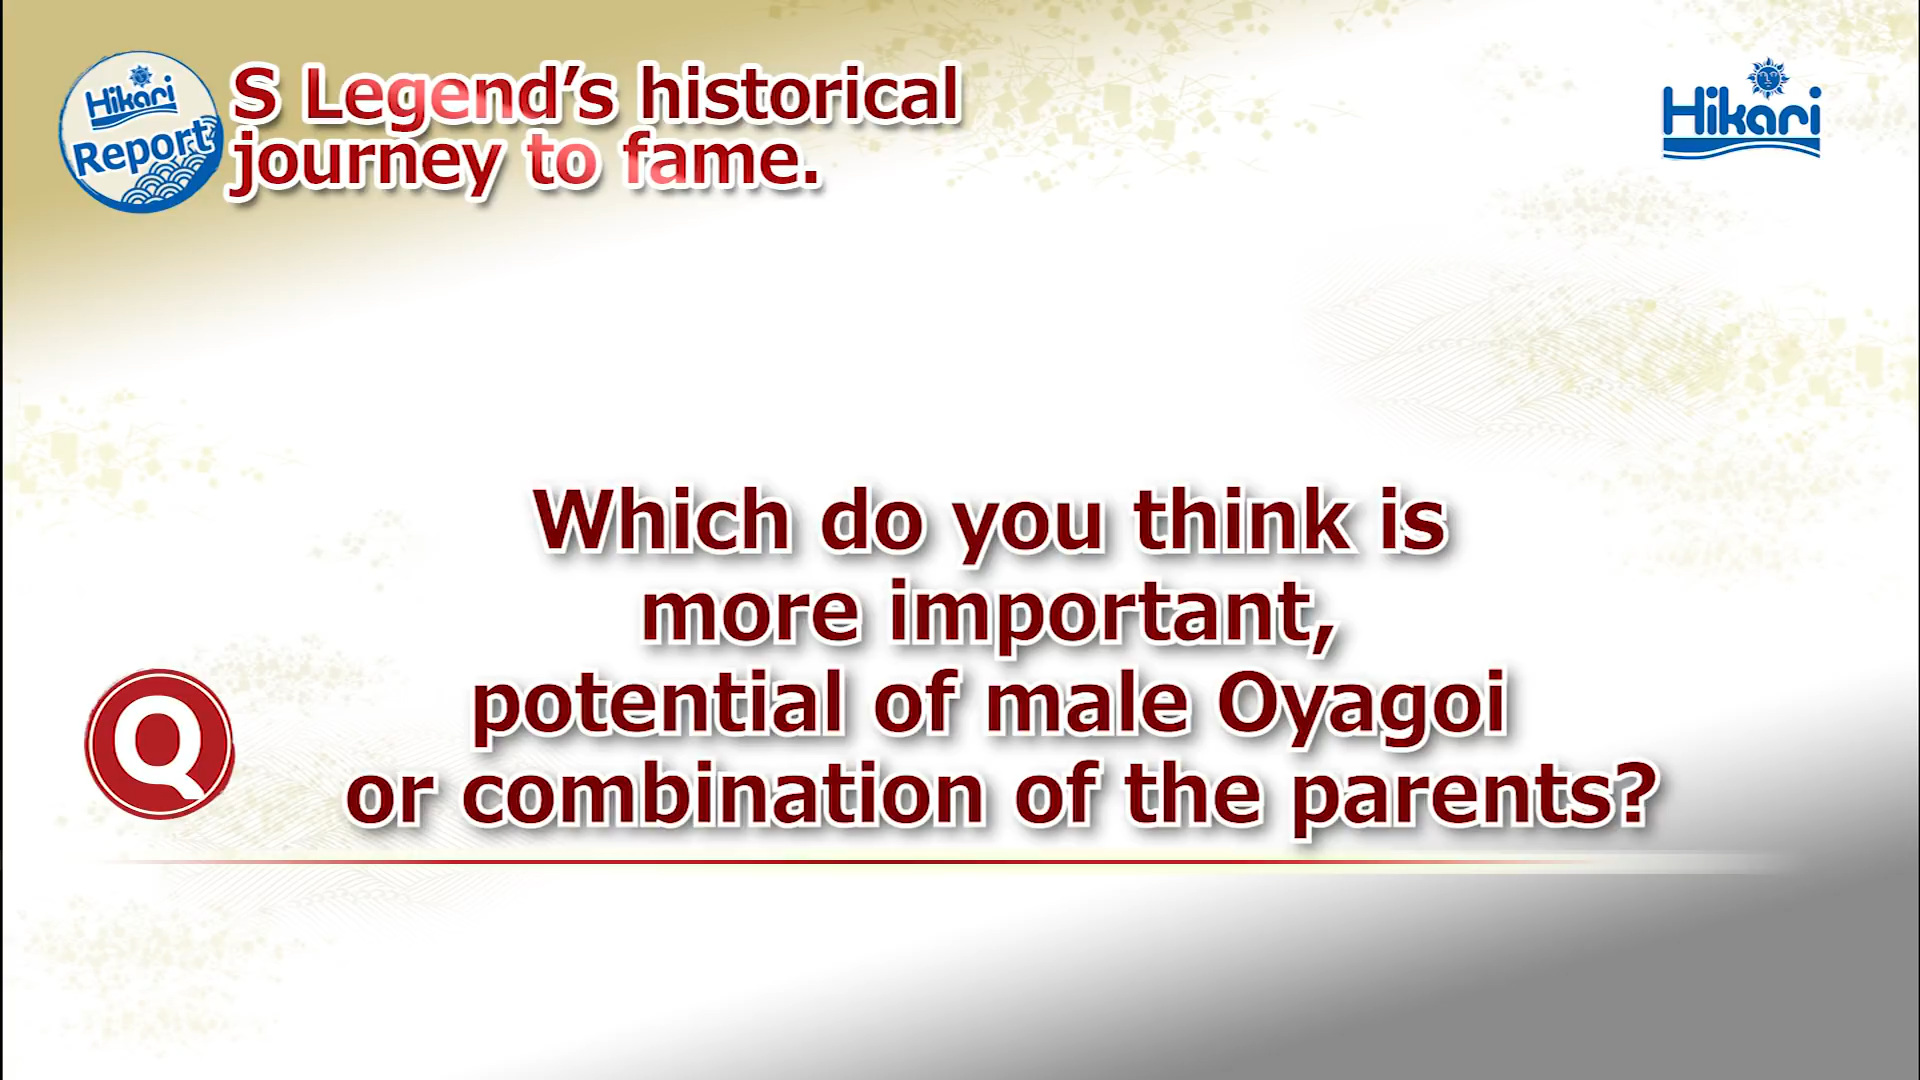 Hikari
Report
S Legend’s historical
journey to fame.
Hikari
Which do you think is
more important,
potential of male Oyagoi
or combination of the parents?
Q